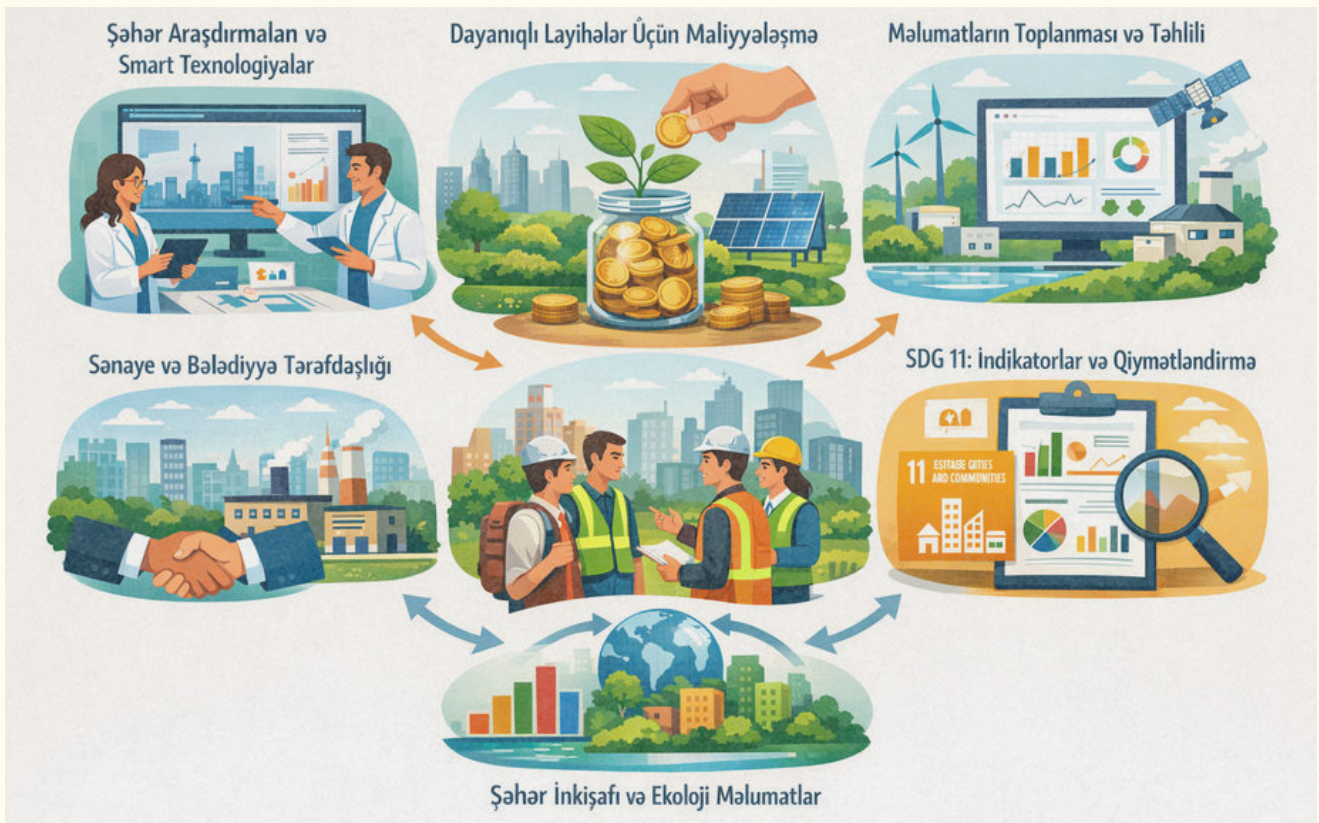 Şəhər Araşdırmaları və
Smart Texnologiyalar
Dayanıqlı Layihələr Üçün Maliyyələşmə
Məlumatların Toplanması və Təhlili
Sənaye və Bələdiyyə Tərəfdaşlığı
SDG 11: İndikatorlar və Qiymətləndirmə
11
AND COMMUNITIES
Şəhər İnkişafı və Ekoloji Məlumatlar